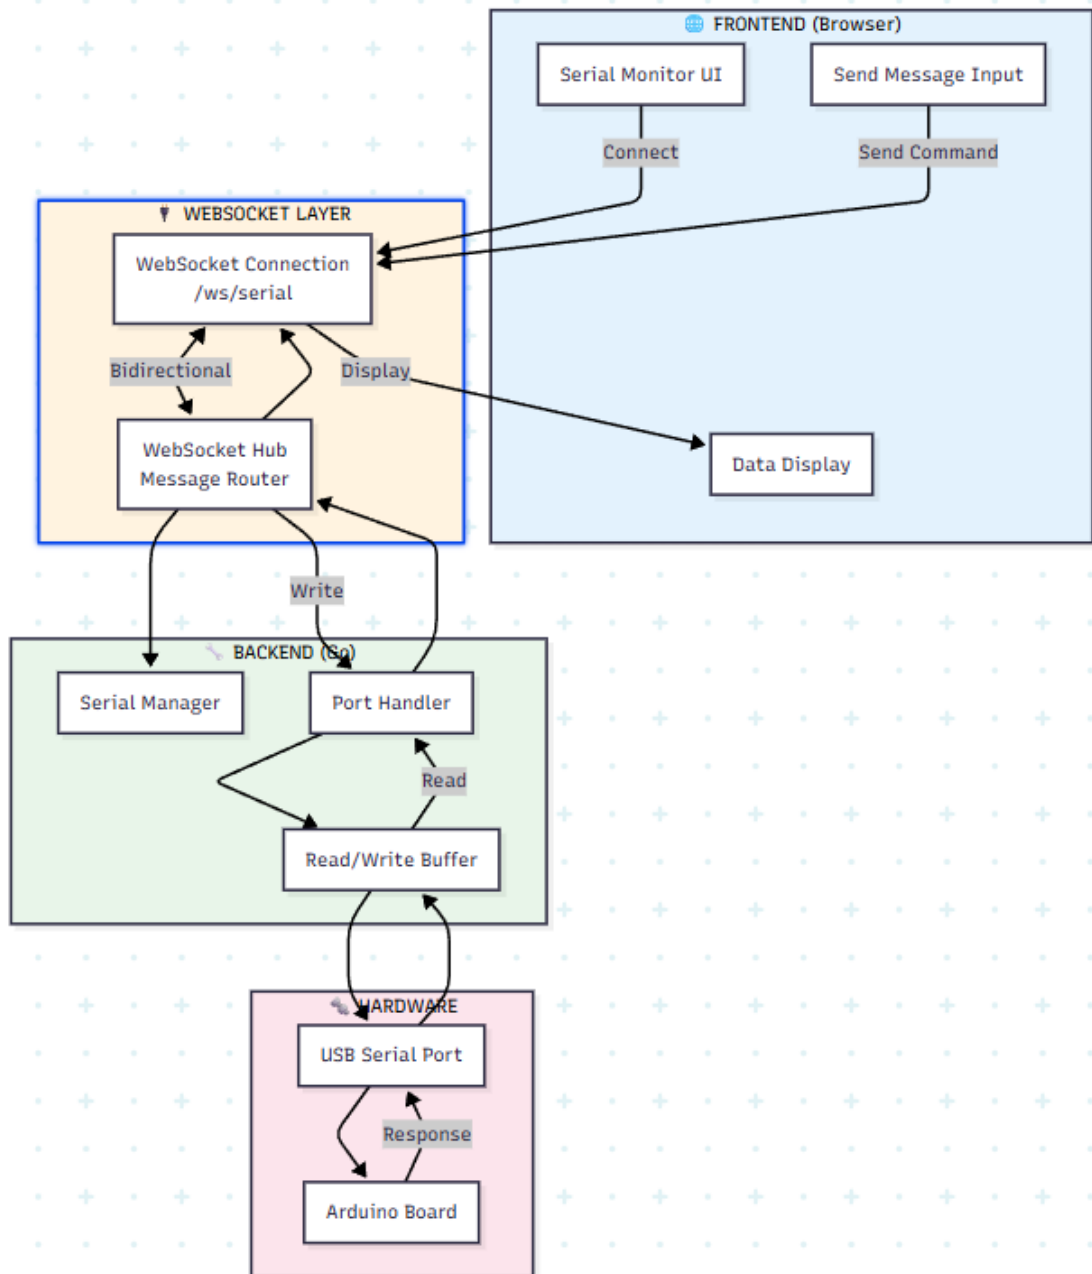 FRONTEND (Browser)
Serial Monitor UI
Send Message Input
Connect
Send Command
WEBSOCKET LAYER
WebSocket Connection
/ws/serial
Bidirectional
Display
WebSocket Hub
Message Router
Data Display
Write
BACKEND (Go)
Serial Manager
Port Handler
Read
Read/Write Buffer
HARDWARE
USB Serial Port
Response
Arduino Board